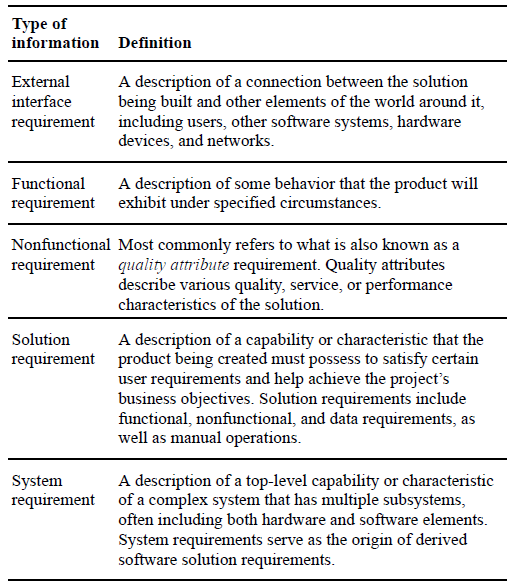 Type of
information Definition
External A description of a connection between the solution
interface being built and other elements of the world around it,
requirement including users, other software systems, hardware
devices, and networks.
Functional A description of some behavior that the product will
requirement exhibit under specified circumstances.
Nonfunctional Most commonly refers to what is also known as a
requirement quality attribute requirement. Quality attributes
describe various quality, service, or performance
characteristics of the solution.
Solution A description of a capability or characteristic that the
requirement product being created must possess to satisfy certain
user requirements and help achieve the project's
business objectives. Solution requirements include
functional, nonfunctional, and data requirements, as
well as manual operations.
System A description of a top-level capability or characteristic
requirement of a complex system that has multiple subsystems,
often including both hardware and software elements.
System requirements serve as the origin of derived
software solution requirements.